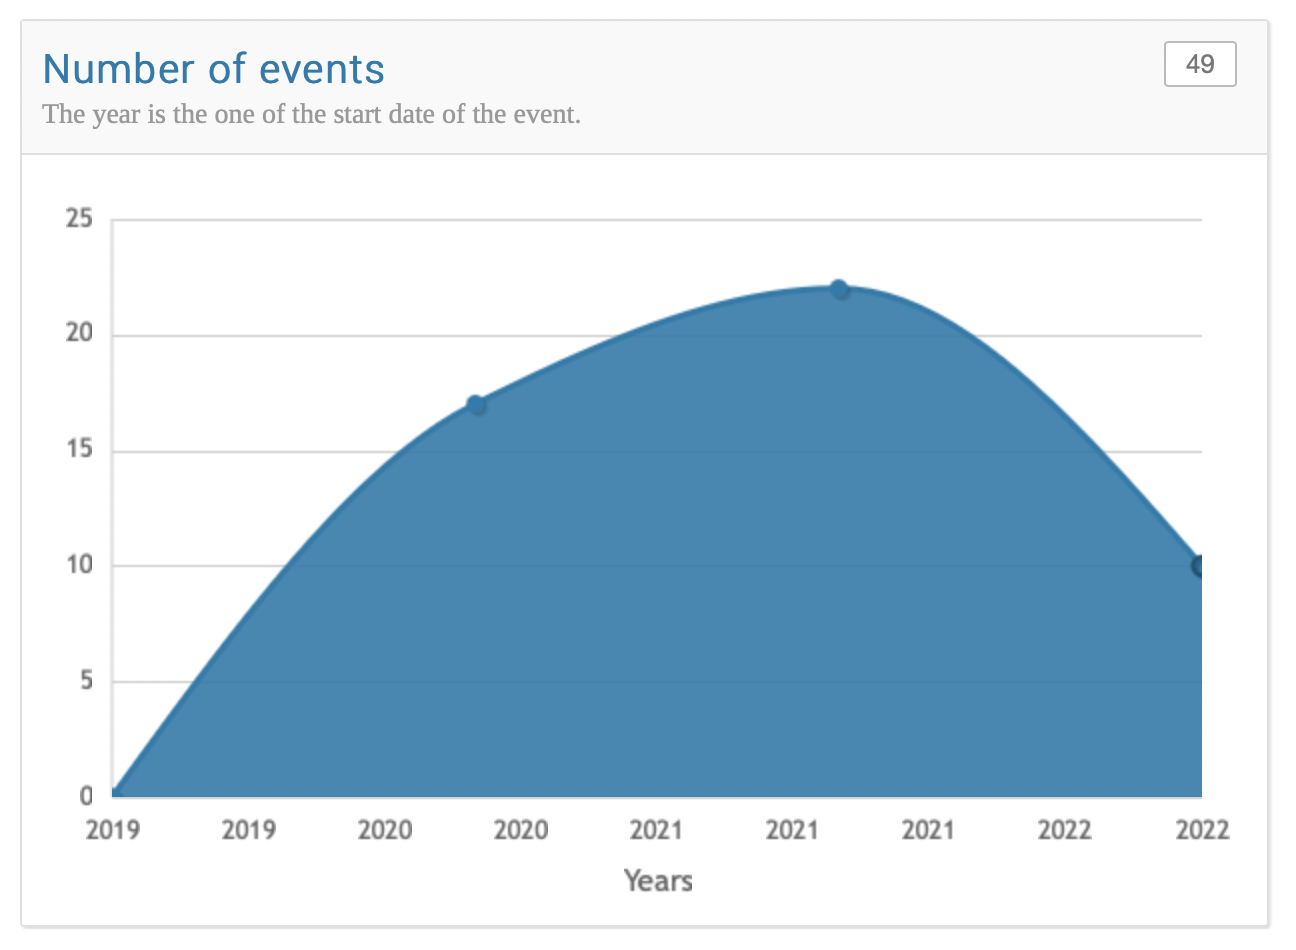 Number of events
49
The year is the one of the start date of the event.
25
20
15
10
5
0
2019 2019 2020 2020 2021 2021 2021 2022 2022
Years